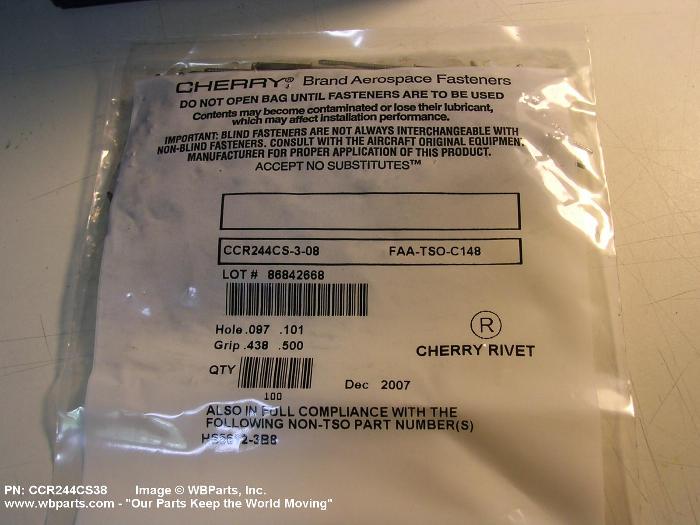 CHERRY® Brand Aerospace Fasteners
DO NOT OPEN BAG UNTIL FASTENERS ARE TO BE USED
Contents may become contaminated or lose their lubricant,
which may affect installation performance.
IMPORTANT: BLIND FASTENERS ARE NOT ALWAYS INTERCHANGEABLE WITH
NON-BLIND FASTENERS. CONSULT WITH THE AIRCRAFT ORIGINAL EQUIPMENT
MANUFACTURER FOR PROPER APPLICATION OF THIS PRODUCT.
ACCEPT NO SUBSTITUTES™
CCR244CS-3-08 FAA-TSO-C148
LOT # 86842668
Hole .097 .101
Grip .438 .500
®
CHERRY RIVET
QTY
100
Dec 2007
ALSO IN FULL COMPLIANCE WITH THE
FOLLOWING NON-TSO PART NUMBER(S)
PN: CCR244CS38 Image © WBParts, Inc.
www.wbparts.com - "Our Parts Keep the World Moving"